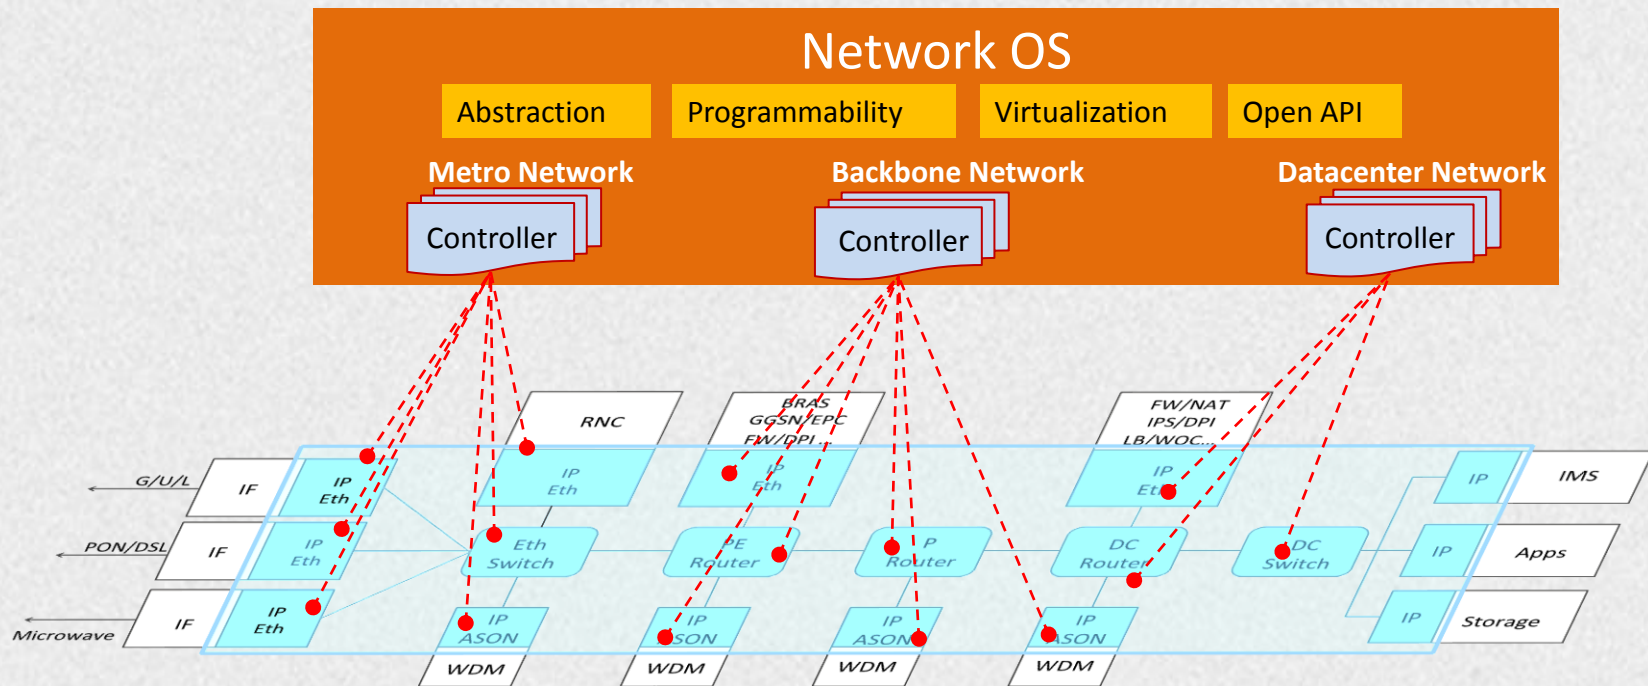 Network OS
Abstraction
Programmability
Virtualization
Open API
Metro Network
Backbone Network
Datacenter Network
Controller
Controller
Controller
RNC
BRAS
GGSN/EPC
FW/DPI ...
FW/NAT
IPS/DPI
LB/WOC...
G/U/L
IF
IP
Eth
IP
Eth
IP
Eth
IP
Eth
IP
IMS
PON/DSL
IF
IP
Eth
Eth
Switch
PE
Router
P
Router
DC
Router
DC
Switch
IP
Apps
Microwave
IF
IP
Eth
IP
ASON
IP
ASON
IP
ASON
IP
ASON
IP
Storage
WDM
WDM
WDM
WDM